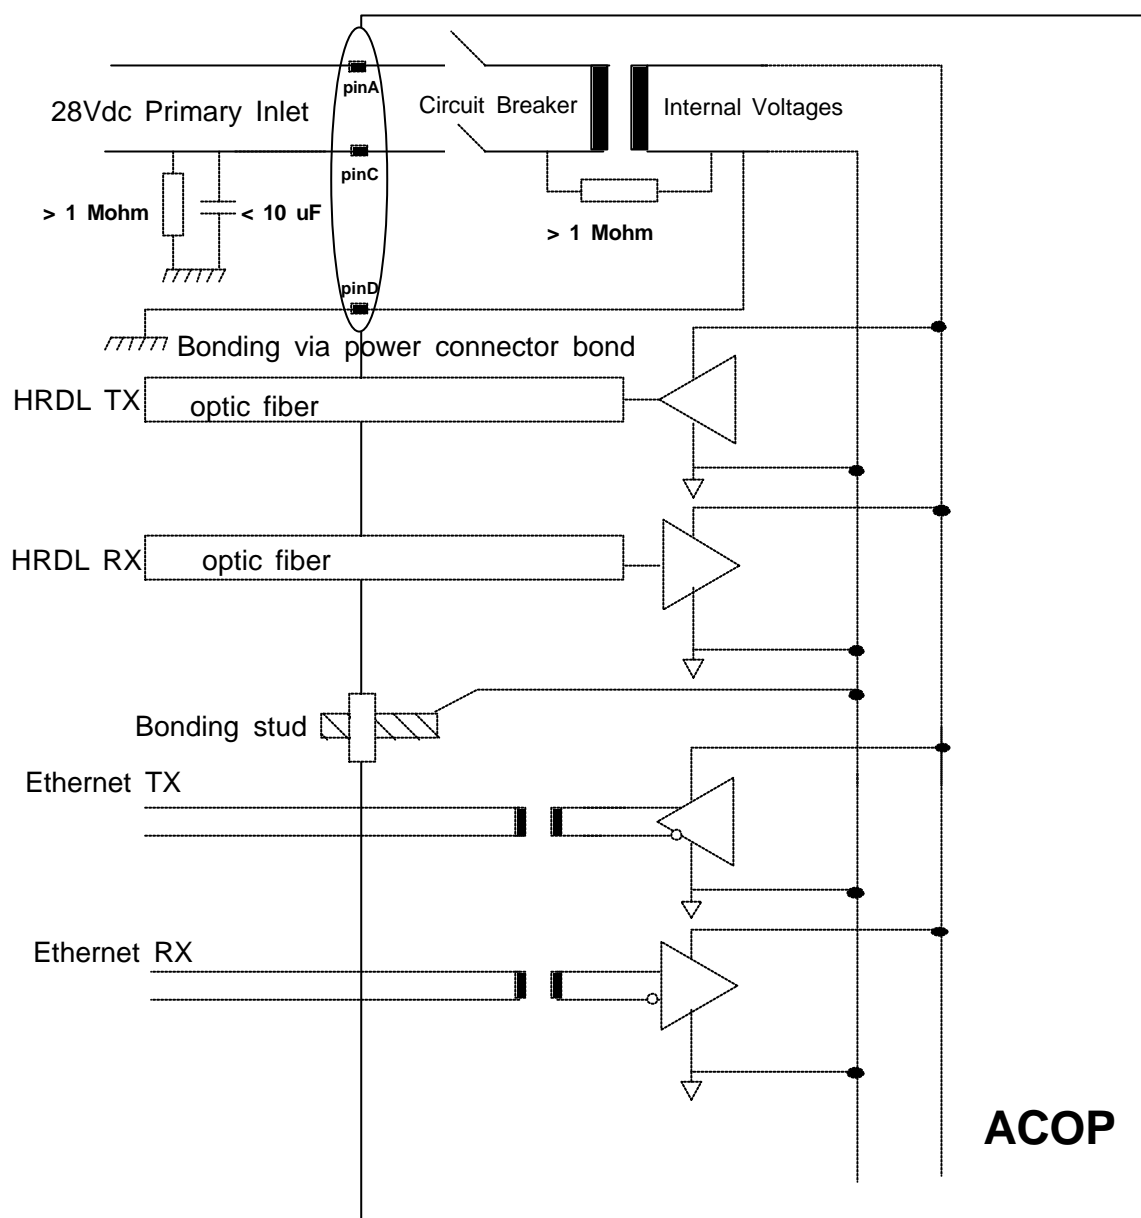 pinA
28Vdc Primary Inlet
Circuit Breaker
Internal Voltages
pinC
> 1 Mohm
< 10 uF
> 1 Mohm
pinD
Bonding via power connector bond
HRDL TX
optic fiber
HRDL RX
optic fiber
Bonding stud
Ethernet TX
Ethernet RX
ACOP